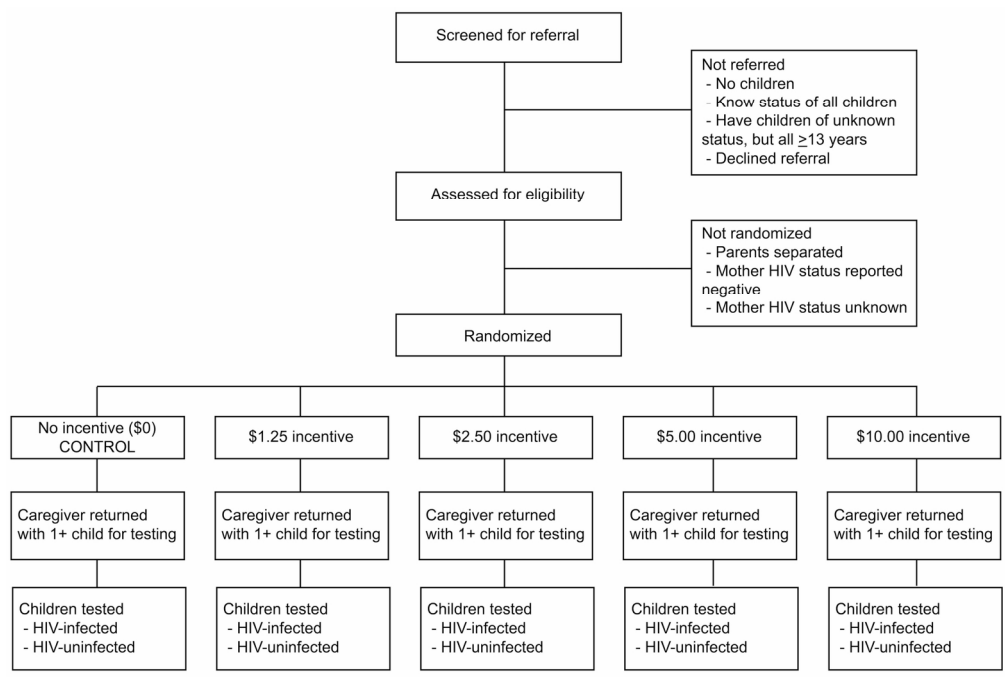 Screened for referral
Not referred
- No children
- Know status of all children
- Have children of unknown
status, but all ≥13 years
- Declined referral
Assessed for eligibility
Not randomized
- Parents separated
- Mother HIV status reported
negative
- Mother HIV status unknown
Randomized
No incentive ($0)
CONTROL
$1.25 incentive
$2.50 incentive
$5.00 incentive
$10.00 incentive
Caregiver returned
with 1+ child for testing
Caregiver returned
with 1+ child for testing
Caregiver returned
with 1+ child for testing
Caregiver returned
with 1+ child for testing
Caregiver returned
with 1+ child for testing
Children tested
- HIV-infected
- HIV-uninfected
Children tested
- HIV-infected
- HIV-uninfected
Children tested
- HIV-infected
- HIV-uninfected
Children tested
- HIV-infected
- HIV-uninfected
Children tested
- HIV-infected
- HIV-uninfected